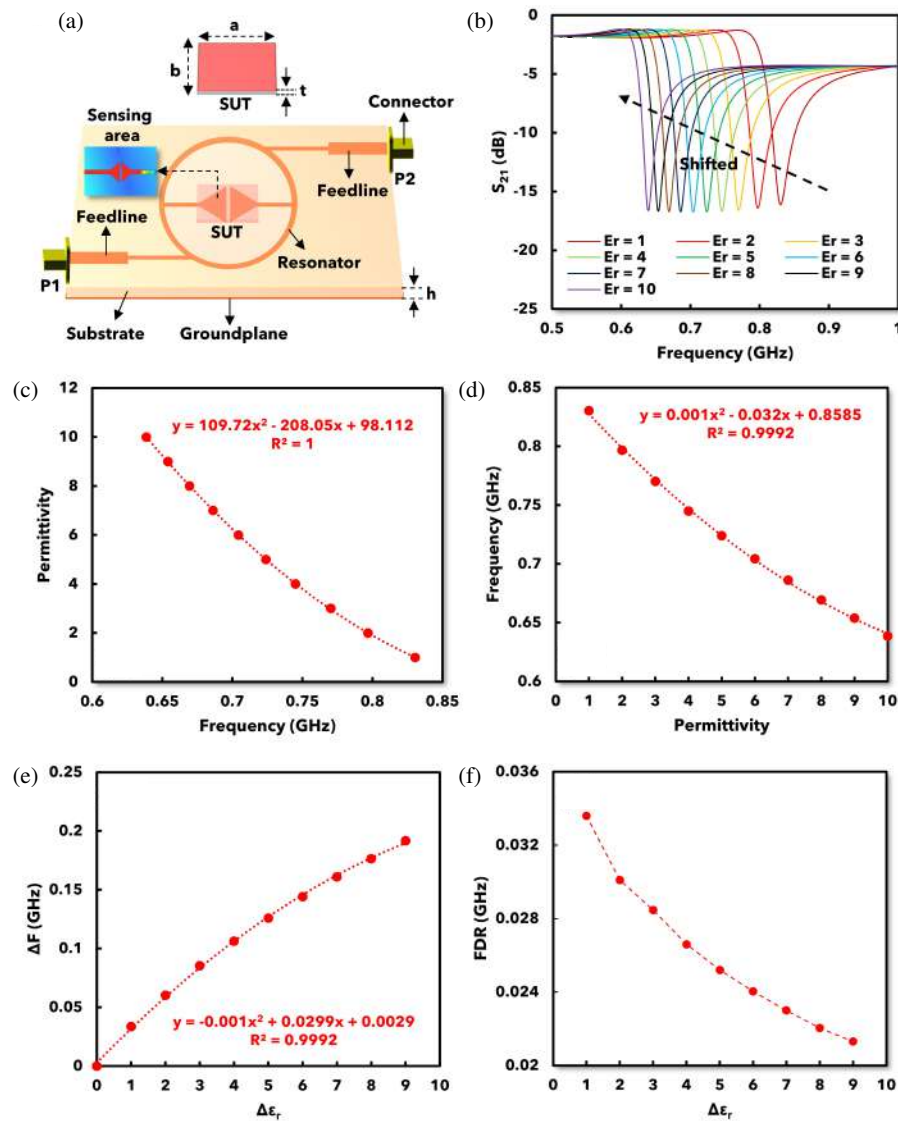 (a)
a
b
t
SUT
Connector
Sensing
area
P2
Feedline
Feedline
SUT
Resonator
P1
h
Substrate
Groundplane
(b)
0
-5
-10
-15
-20
-25
S21 (dB)
Shifted
Er = 1 Er = 2 Er = 3
Er = 4 Er = 5 Er = 6
Er = 7 Er = 8 Er = 9
Er = 10
0.5 0.6 0.7 0.8 0.9 1
Frequency (GHz)
(c)
12
10
8
6
4
2
0
Permittivity
y = 109.72x² - 208.05x + 98.112
R² = 1
0.6 0.65 0.7 0.75 0.8 0.85
Frequency (GHz)
(d)
0.85
0.8
0.75
0.7
0.65
0.6
Frequency (GHz)
y = 0.001x² - 0.032x + 0.8585
R² = 0.9992
0 1 2 3 4 5 6 7 8 9 10
Permittivity
(e)
0.25
0.2
0.15
0.1
0.05
0
ΔF (GHz)
y = -0.001x² + 0.0299x + 0.0029
R² = 0.9992
0 1 2 3 4 5 6 7 8 9 10
Δεr
(f)
0.036
0.032
0.028
0.024
0.02
FDR (GHz)
0 1 2 3 4 5 6 7 8 9 10
Δεr